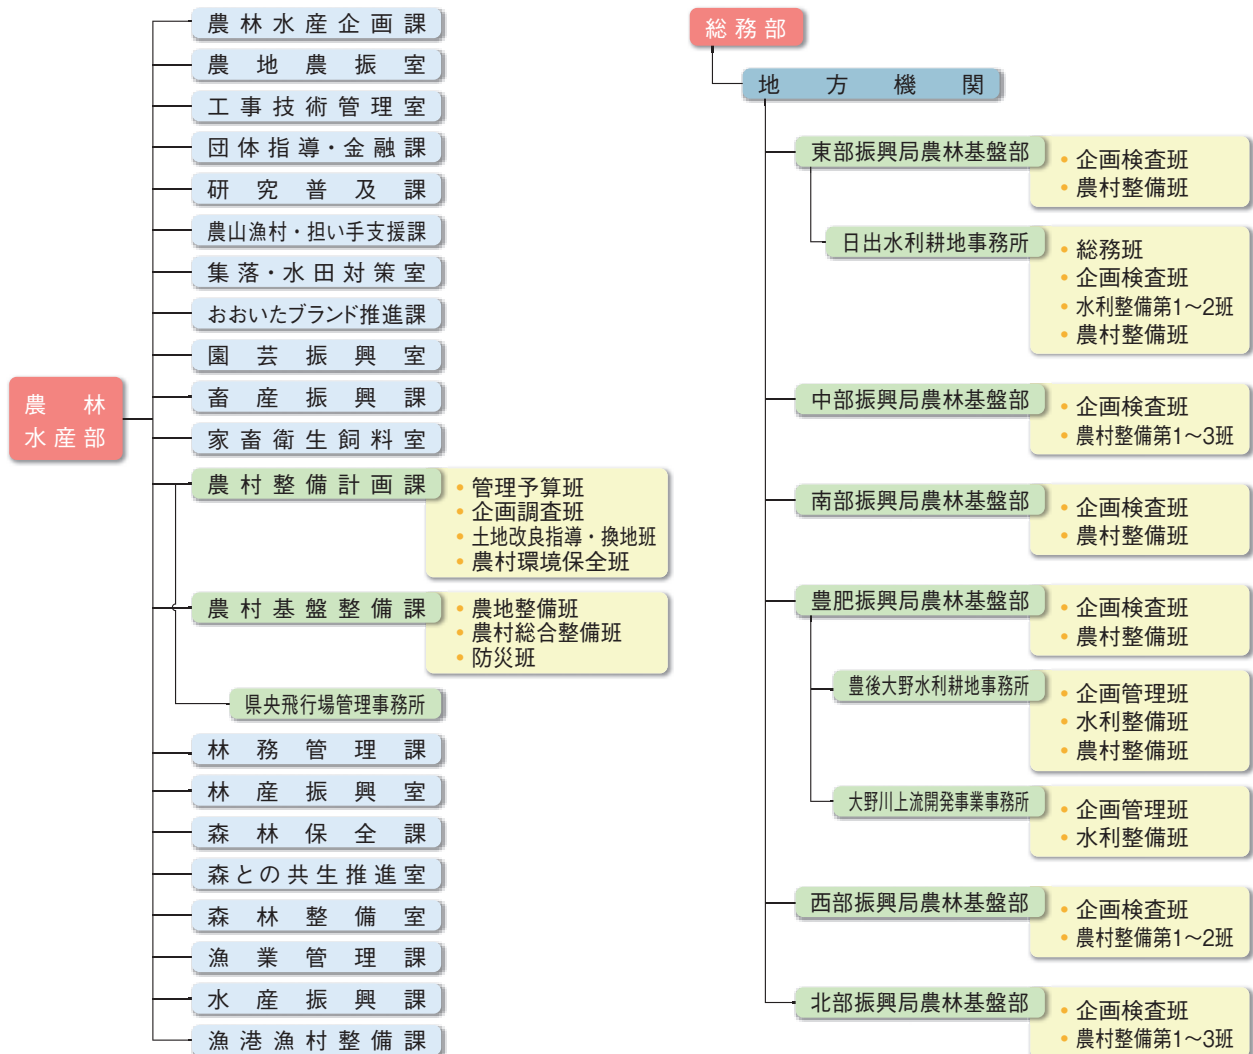 農林
水産部
農林水産企画課
農地農振室
工事技術管理室
団体指導・金融課
研究普及課
農山漁村・担い手支援課
集落・水田対策室
おおいたブランド推進課
園芸振興室
畜産振興課
家畜衛生飼料室
農村整備計画課
・管理予算班
・企画調査班
・土地改良指導・換地班
・農村環境保全班
農村基盤整備課
・農地整備班
・農村総合整備班
・防災班
県央飛行場管理事務所
林務管理課
林産振興室
森林保全課
森との共生推進室
森林整備室
漁業管理課
水産振興課
漁港漁村整備課
総務部
地方機関
東部振興局農林基盤部
・企画検査班
・農村整備班
日出水利耕地事務所
・総務班
・企画検査班
・水利整備第1～2班
・農村整備班
中部振興局農林基盤部
・企画検査班
・農村整備第1～3班
南部振興局農林基盤部
・企画検査班
・農村整備班
豊肥振興局農林基盤部
・企画検査班
・農村整備班
豊後大野水利耕地事務所
・企画管理班
・水利整備班
・農村整備班
大野川上流開発事業事務所
・企画管理班
・水利整備班
西部振興局農林基盤部
・企画検査班
・農村整備第1～2班
北部振興局農林基盤部
・企画検査班
・農村整備第1～3班